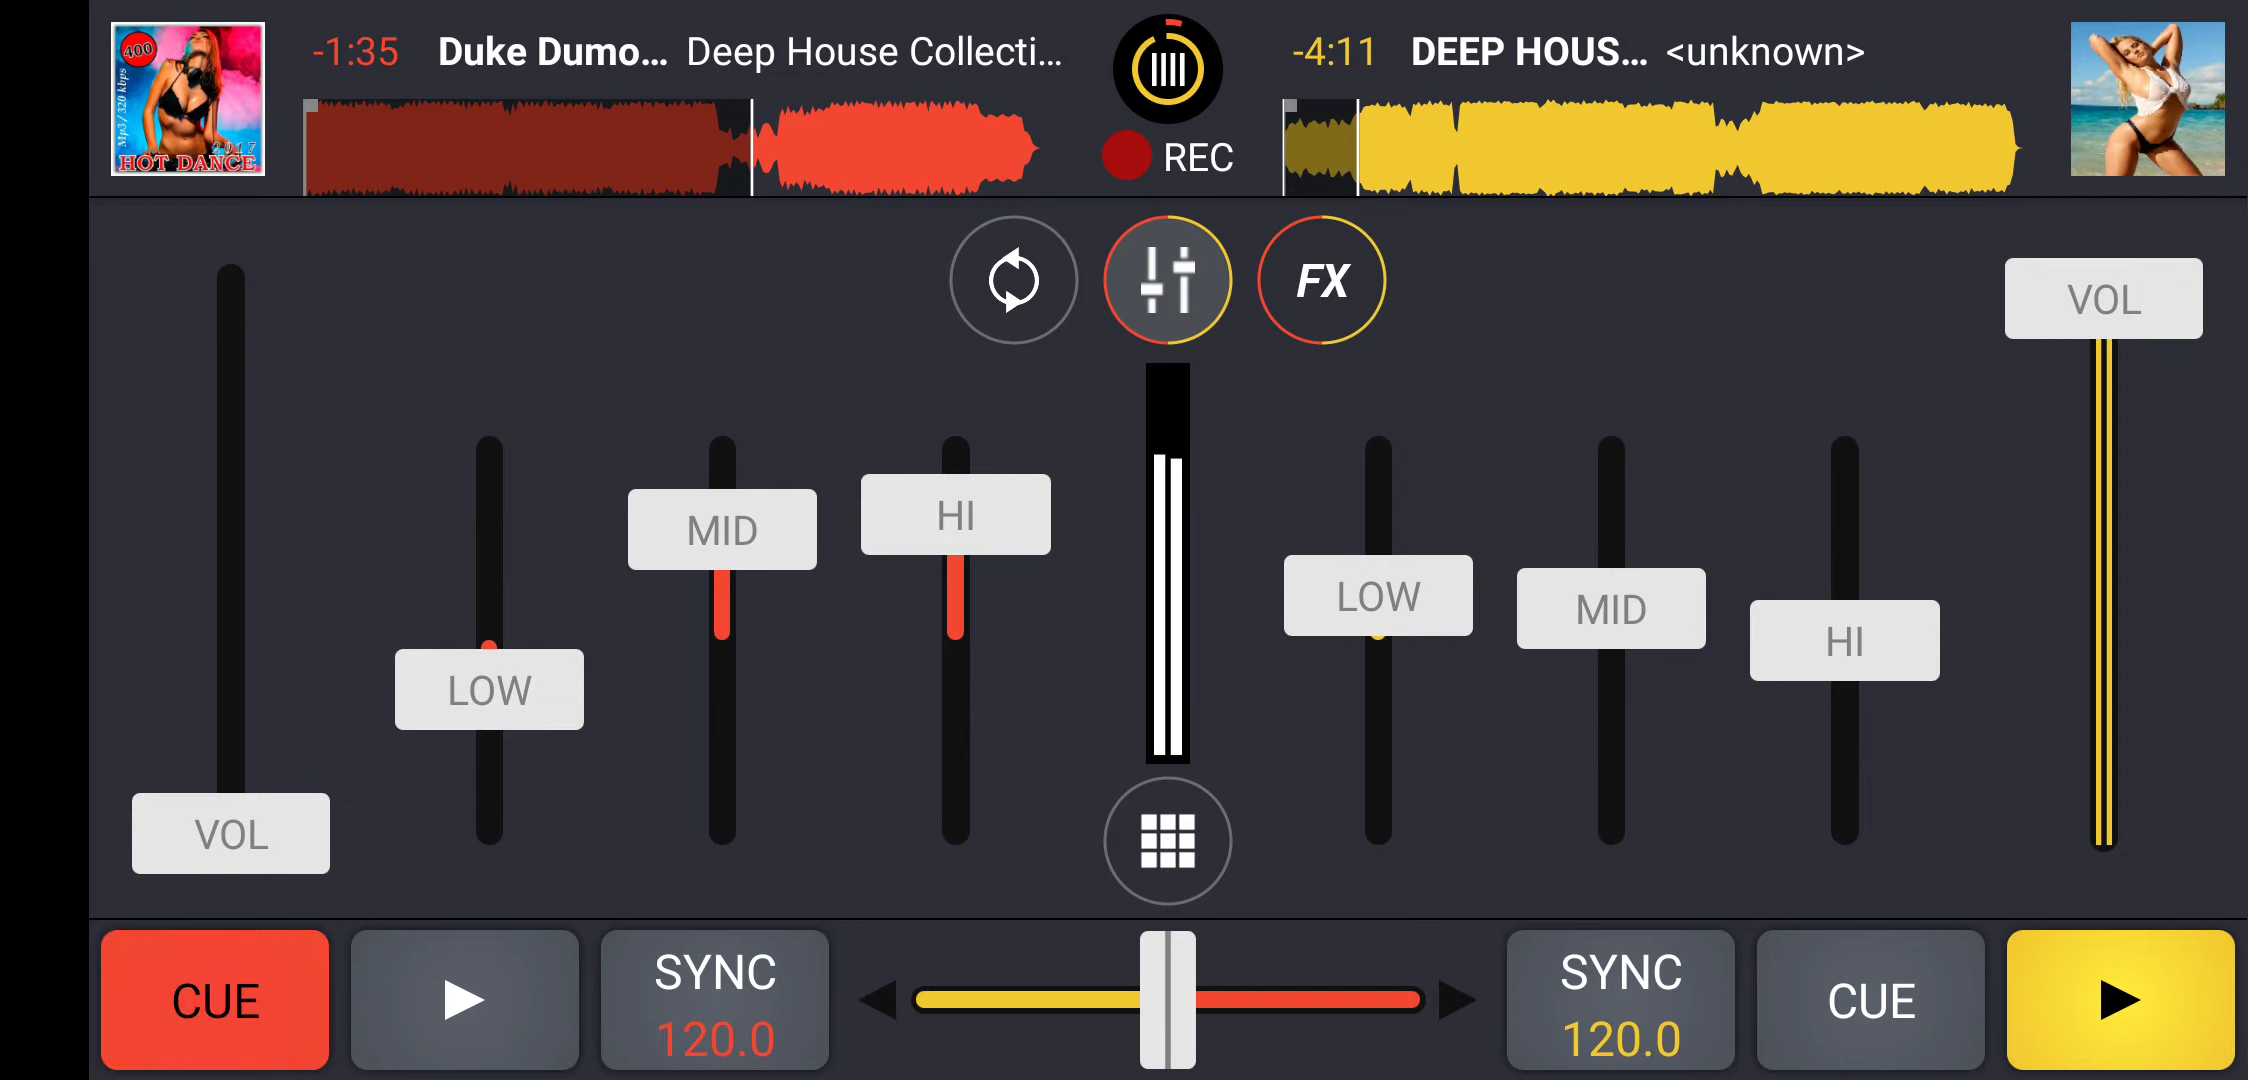 400
Mp3 / 320 kbps
2017
HOT DANCE
-1:35 Duke Dumo... Deep House Collecti...
-4:11 DEEP HOUS... <unknown>
REC
FX
VOL
LOW
MID
HI
LOW
MID
HI
VOL
CUE
SYNC
120.0
SYNC
120.0
CUE